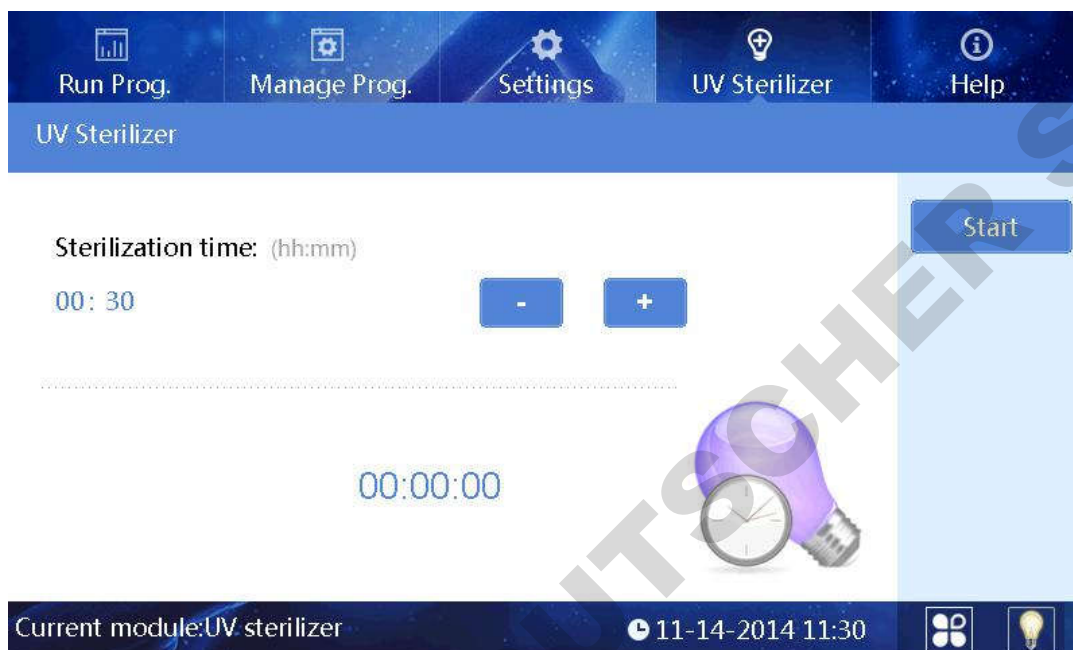 Run Prog.
Manage Prog.
Settings
UV Sterilizer
Help
UV Sterilizer
Start
Sterilization time: (hh:mm)
00: 30
-
+
00:00:00
Current module:UV sterilizer
11-14-2014 11:30